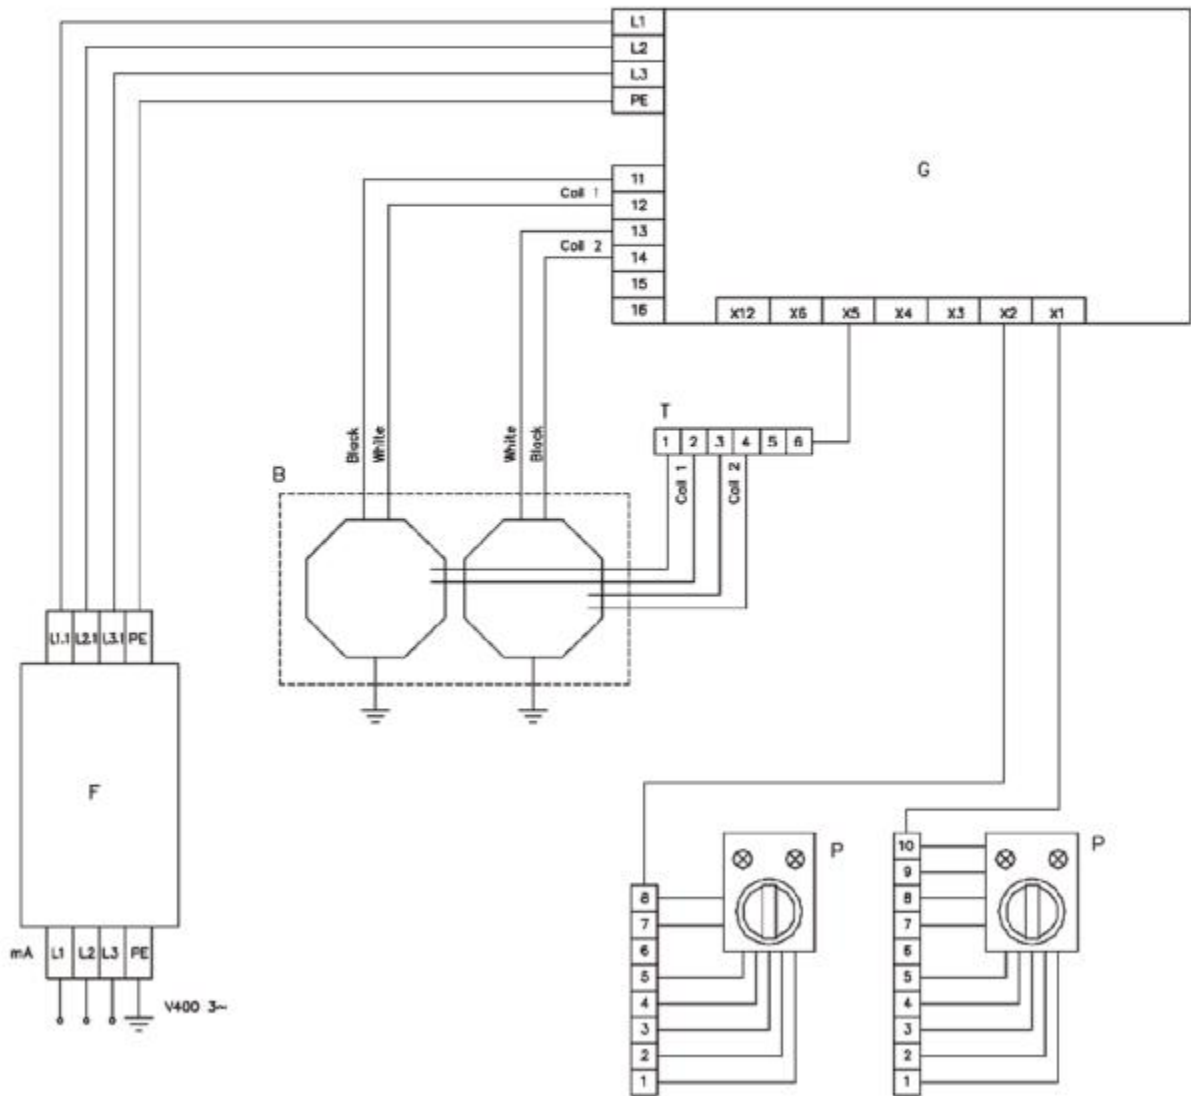 L1
L2
L3
PE
G
11
Coil 1
12
13
Coil 2
14
15
16
X12 X6 X5 X4 X3 X2 X1
T
1 2 3 4 5 6
Black
White
White
Black
Coil 1
Coil 2
B
L1.1 L2.1 L3.1 PE
F
mA L1 L2 L3 PE
V400 3~
P
8
7
6
5
4
3
2
1
P
10
9
8
7
6
5
4
3
2
1